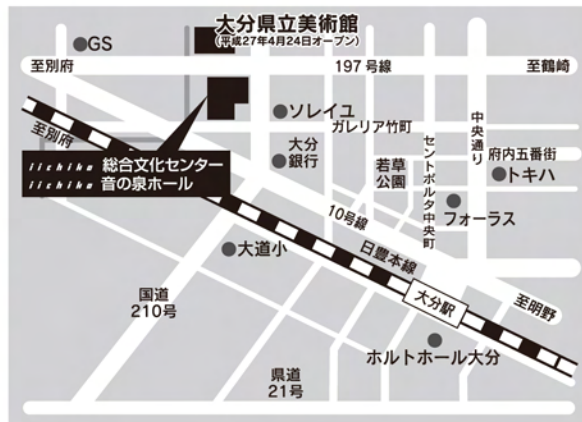 大分県立美術館
(平成27年4月24日オープン)
GS
至別府
197号線
至鶴崎
ソレイユ
ガレリア竹町
中央通り
至別府
大分
銀行
セントポルタ中央町
府内五番街
トキハ
iichiko 総合文化センター
iichiko 音の泉ホール
若草
公園
フォーラス
10号線
大道小
日豊本線
国道
210号
大分駅
至明野
ホルトホール大分
県道
21号